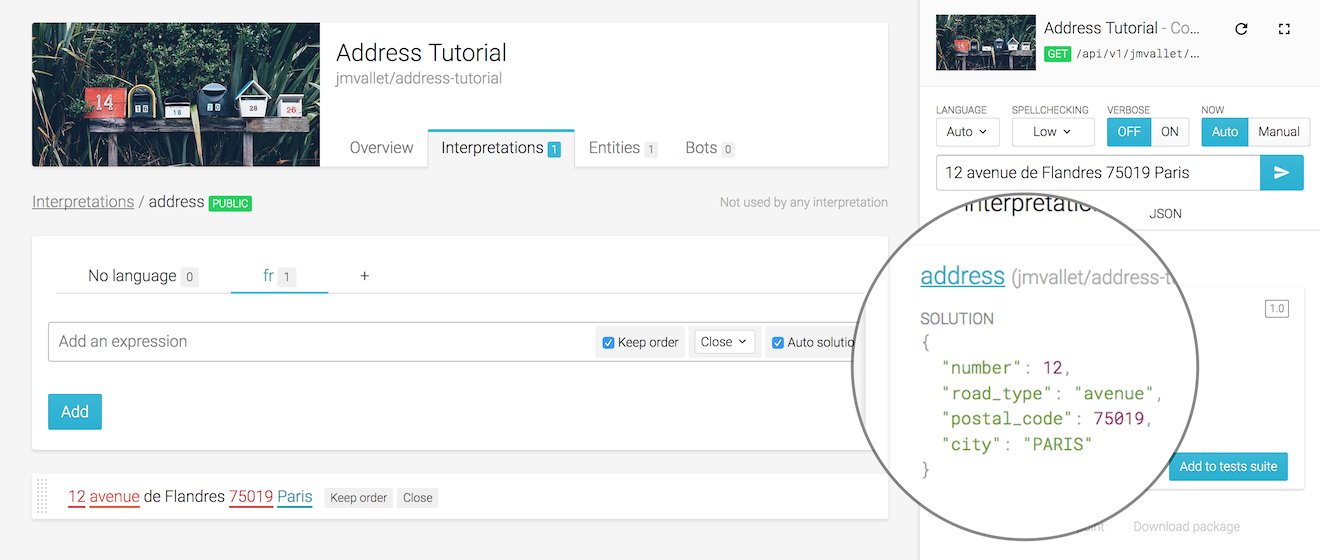 14
16
18
20
28
26
Address Tutorial
jmvallet/address-tutorial
Overview
Interpretations 1
Entities 1
Bots 0
Interpretations / address PUBLIC
Not used by any interpretation
No language 0
fr 1
+
Add an expression
Keep order
Close
Auto solutio
Add
12 avenue de Flandres 75019 Paris
Keep order
Close
Address Tutorial - Co...
GET /api/v1/jmvallet/...
LANGUAGE
SPELLCHECKING
VERBOSE
NOW
Auto
Low
OFF ON
Auto Manual
12 avenue de Flandres 75019 Paris
Interpretatio
JSON
address (jmvallet/address-t
1.0
SOLUTION
{
"number": 12,
"road_type": "avenue",
"postal_code": 75019,
"city": "PARIS"
}
Add to tests suite
Download package